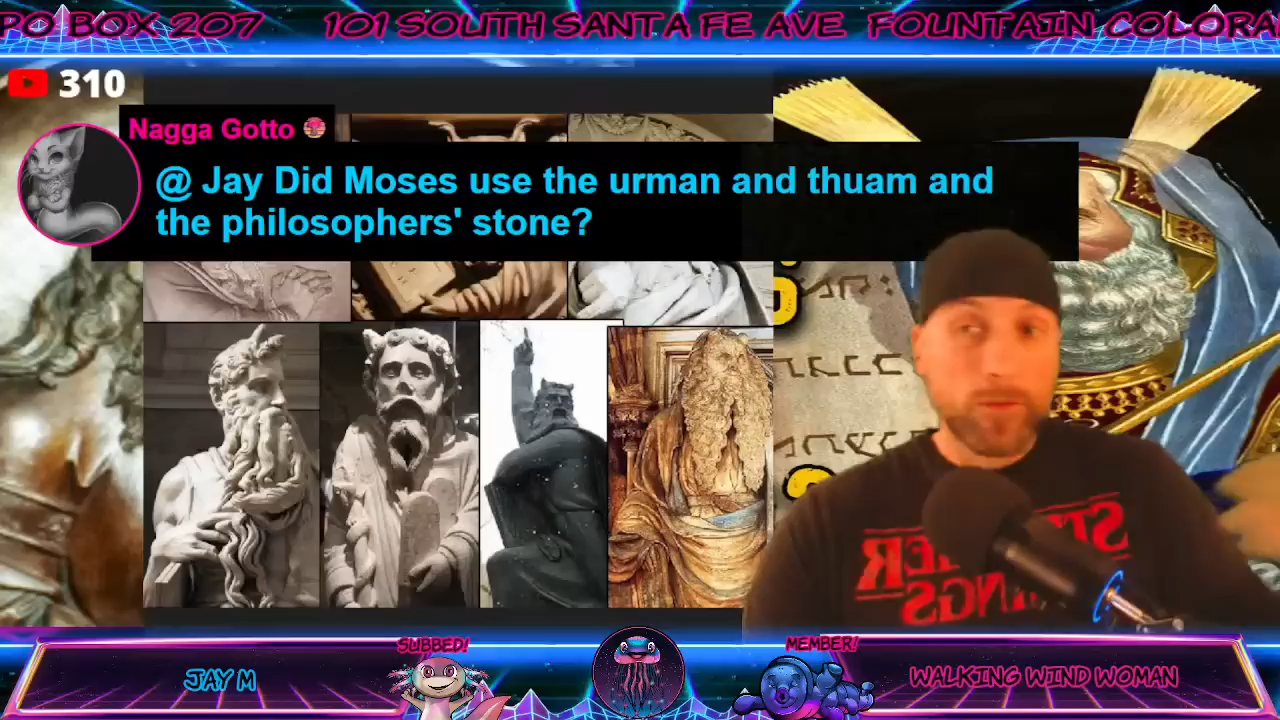 PO BOX 207 101 SOUTH SANTA FE AVE FOUNTAIN COLORA
310
Nagga Gotto
@ Jay Did Moses use the urman and thuam and
the philosophers' stone?
SUBBED!
MEMBER!
JAY M
WALKING WIND WOMAN